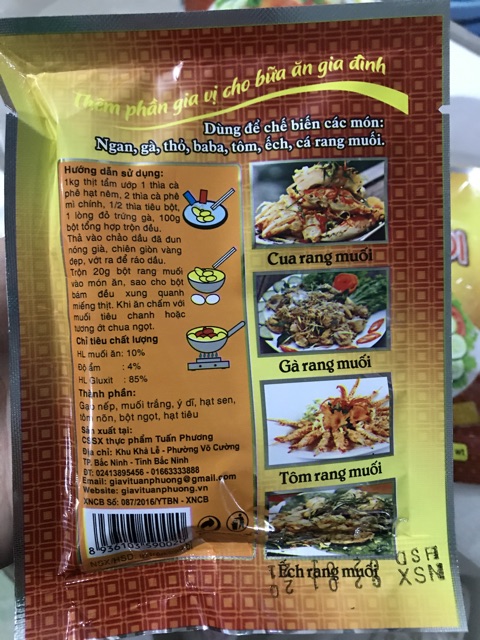 Thêm phần gia vị cho bữa ăn gia đình
Dùng để chế biến các món:
Ngan, gà, thỏ, baba, tôm, ếch, cá rang muối.
Hướng dẫn sử dụng:
1kg thịt tẩm ướp 1 thìa cà
phê hạt nêm, 2 thìa cà phê
mì chính, 1/2 thìa tiêu bột,
1 lòng đỏ trứng gà, 100g
bột tổng hợp trộn đều.
Thả vào chảo dầu đã đun
nóng già, chiên giòn vàng
đẹp, vớt ra để ráo dầu.
Trộn 20g bột rang muối
vào món ăn, sao cho bột
bám đều xung quanh
miếng thịt. Khi ăn chấm với
muối tiêu chanh hoặc
tương ớt chua ngọt.
Chỉ tiêu chất lượng
HL muối ăn: 10%
Độ ẩm : 4%
HL Gluxit : 85%
Thành phần:
Gạo nếp, muối trắng, ý dĩ, hạt sen,
tôm nõn, bột ngọt, hạt tiêu
Sản xuất tại:
CSSX thực phẩm Tuấn Phương
Địa chỉ: Khu Khả Lễ - Phường Võ Cường
TP. Bắc Ninh - Tỉnh Bắc Ninh
ĐT: 02413895456 - 01663333888
Email: giavituanphuong@gmail.com
Website: giavituanphuong.vn
XNCB Số: 087/2016/YTBN - XNCB
Cua rang muối
Gà rang muối
Tôm rang muối
Ếch rang muối
HSD
NSX